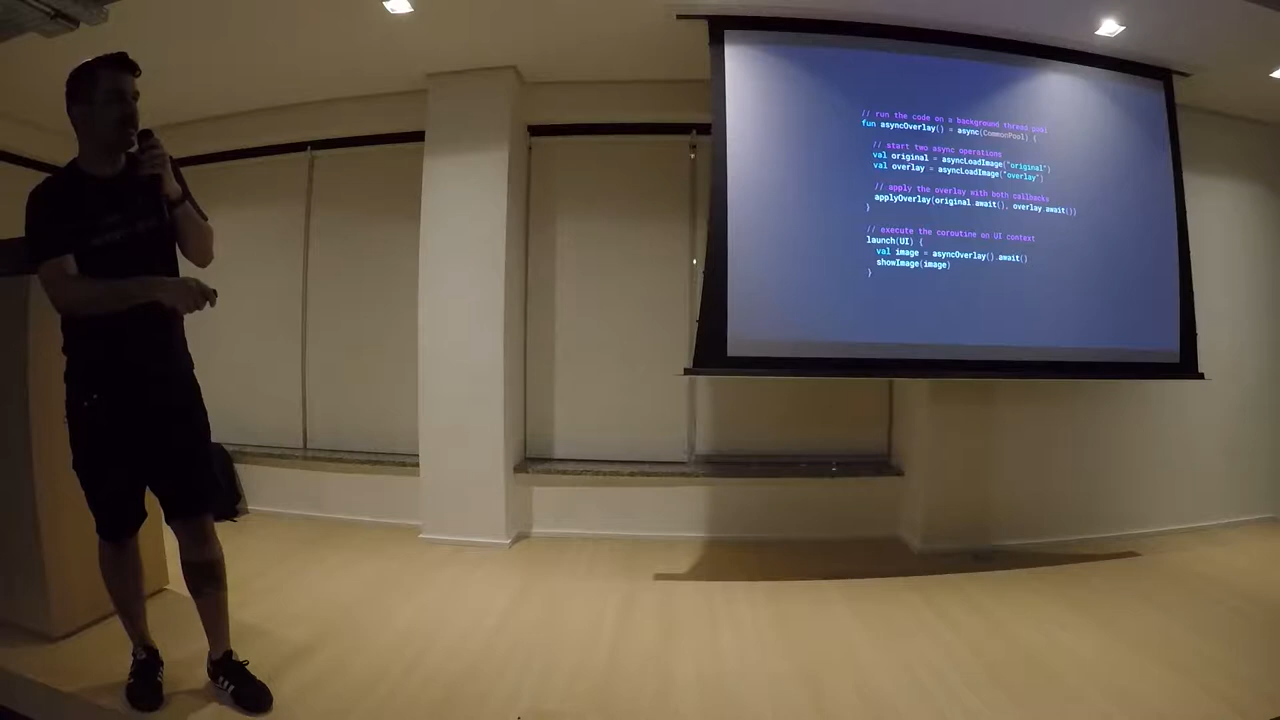 // run the code on a background thread pool
fun asyncOverlay() = async(CommonPool) {
// start two async operations
val original = asyncLoadImage("original")
val overlay = asyncLoadImage("overlay")
// apply the overlay with both callbacks
applyOverlay(original.await(), overlay.await())
}
// execute the coroutine on UI context
launch(UI) {
val image = asyncOverlay().await()
showImage(image)
}